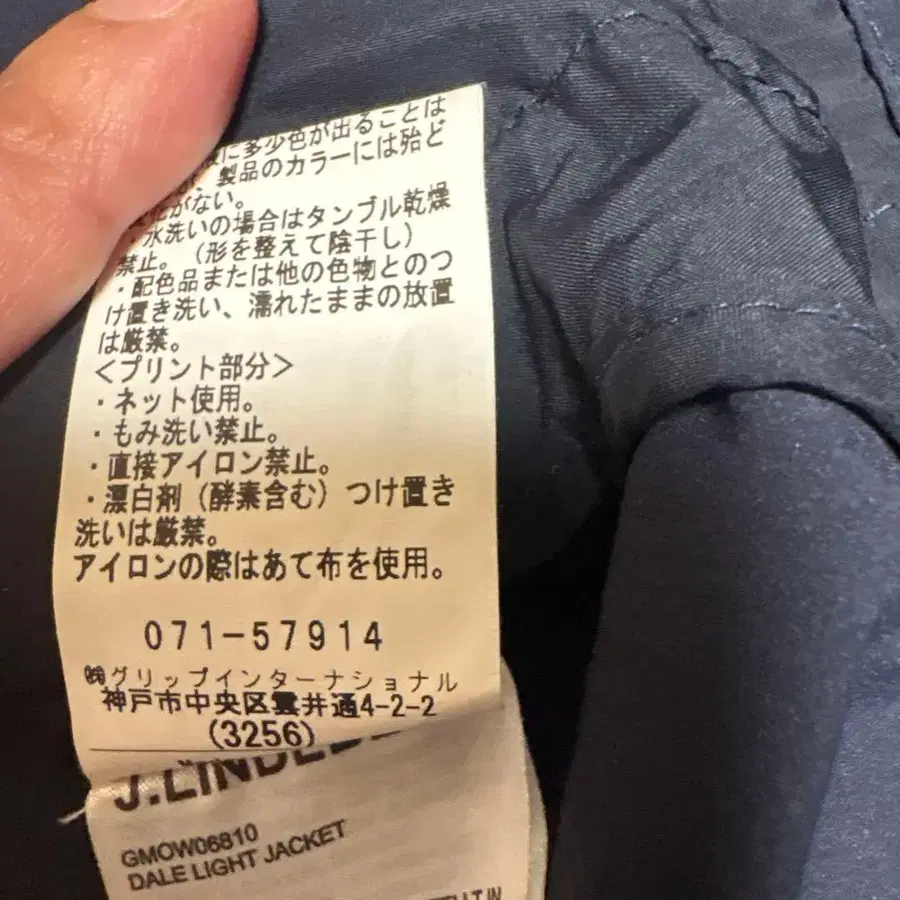 に多少色が出ることは
が、製品のカラーには殆ど
がない。
・水洗いの場合はタンブル乾燥
禁止。(形を整えて陰干し)
・配色品または他の色物とのつ
け置き洗い、濡れたままの放置
は厳禁。
<プリント部分>
・ネット使用。
・もみ洗い禁止。
・直接アイロン禁止。
・漂白剤(酵素含む)つけ置き
洗いは厳禁。
アイロンの際はあて布を使用。
071-57914
㈱グリップインターナショナル
神戸市中央区雲井通4-2-2
(3256)
GMOW06810
DALE LIGHT JACKET